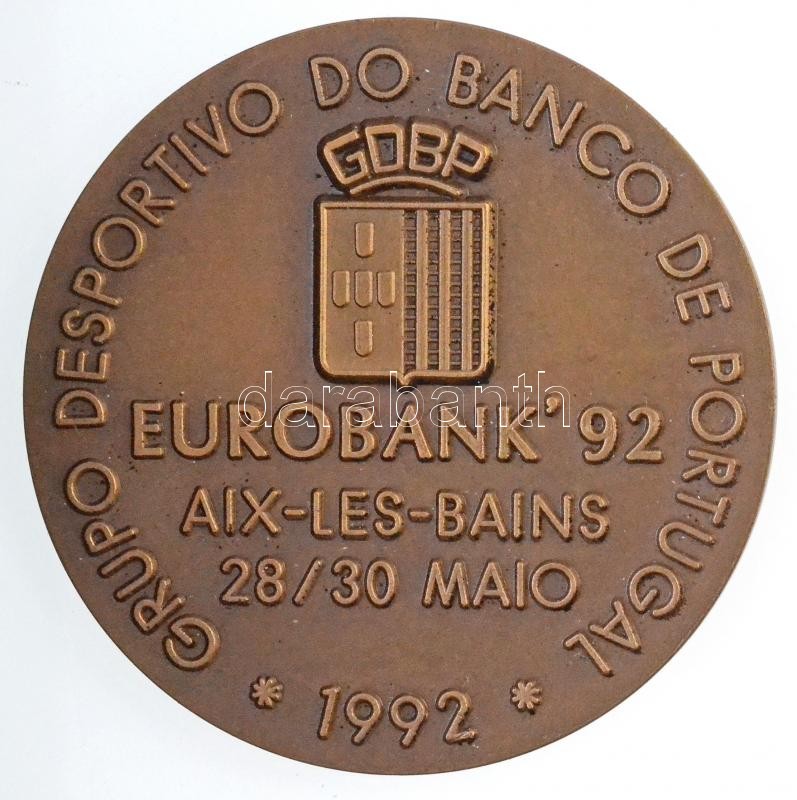 GRUPO DESPORTIVO DO BANCO DE PORTUGAL
GDBP
darabanth
EUROBANK '92
AIX-LES-BAINS
28/30 MAIO
* 1992 *